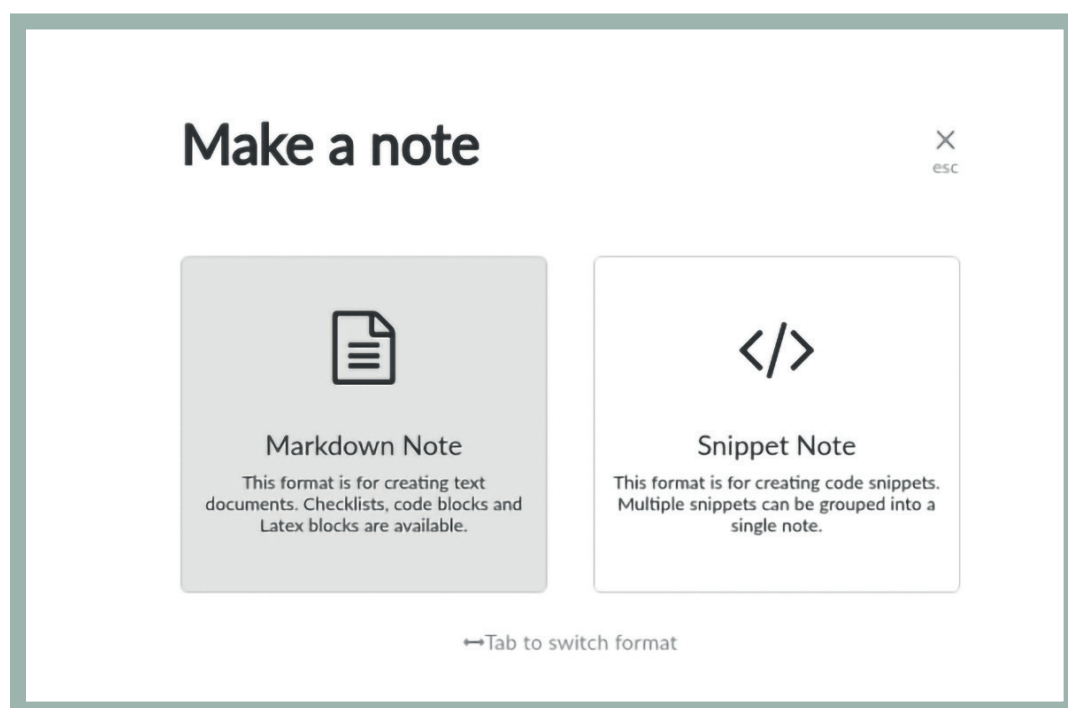 Make a note
esc
Markdown Note
This format is for creating text
documents. Checklists, code blocks and
Latex blocks are available.
Snippet Note
This format is for creating code snippets.
Multiple snippets can be grouped into a
single note.
Tab to switch format